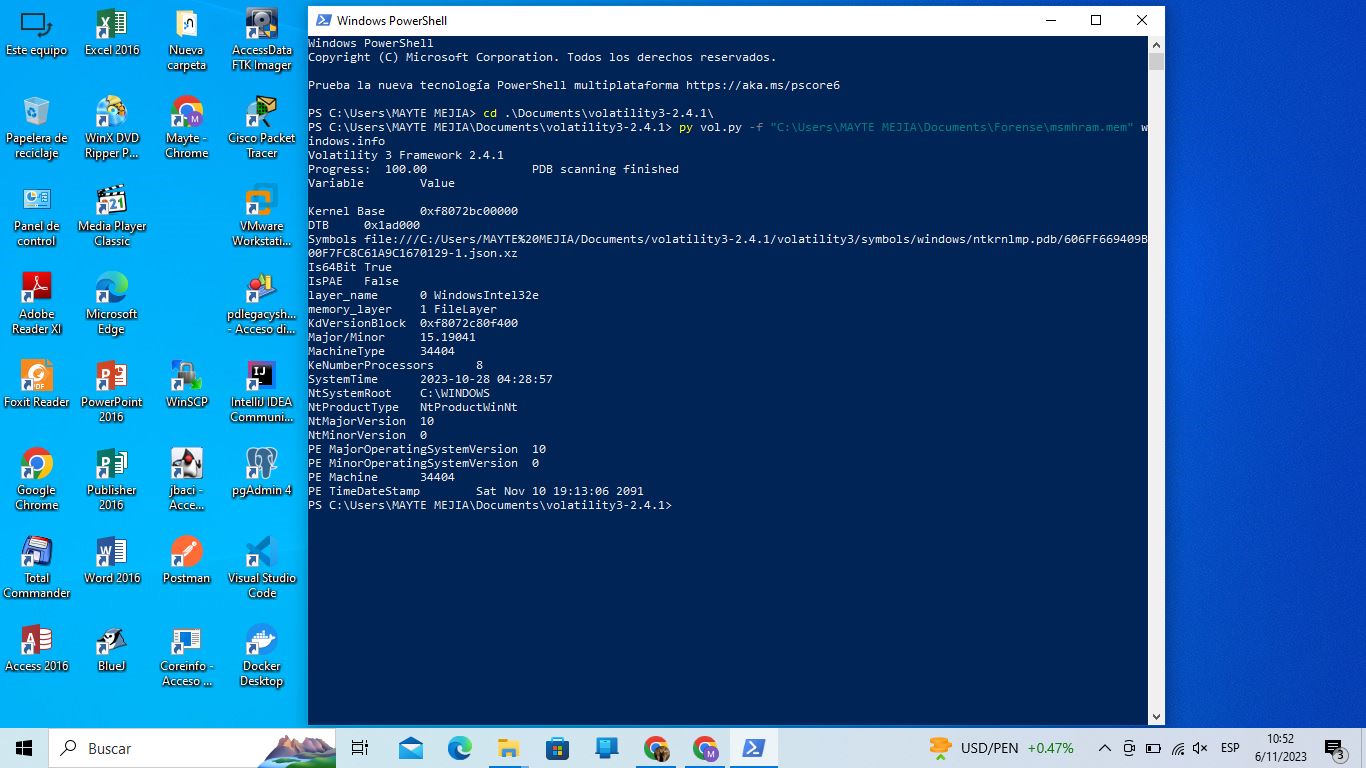 Este equipo
Excel 2016
Nueva
carpeta
AccessData
FTK Imager
Papelera de
reciclaje
WinX DVD
Ripper P...
Mayte -
Chrome
Cisco Packet
Tracer
Panel de
control
Media Player
Classic
VMware
Workstati...
Adobe
Reader XI
Microsoft
Edge
pdlegacysh...
- Acceso di...
Foxit Reader
PowerPoint
2016
WinSCP
IntelliJ IDEA
Communi...
Google
Chrome
Publisher
2016
jbaci -
Acce...
pgAdmin 4
Total
Commander
Word 2016
Postman
Visual Studio
Code
Access 2016
BlueJ
Coreinfo -
Acceso ...
Docker
Desktop
Windows PowerShell
Windows PowerShell
Copyright (C) Microsoft Corporation. Todos los derechos reservados.
Prueba la nueva tecnología PowerShell multiplataforma https://aka.ms/pscore6
PS C:\Users\MAYTE MEJIA> cd .\Documents\volatility3-2.4.1\
PS C:\Users\MAYTE MEJIA\Documents\volatility3-2.4.1> py vol.py -f "C:\Users\MAYTE MEJIA\Documents\Forense\msmhram.mem" w
indows.info
Volatility 3 Framework 2.4.1
Progress:  100.00               PDB scanning finished
Variable        Value
Kernel Base     0xf8072bc00000
DTB     0x1ad000
Symbols file:///C:/Users/MAYTE%20MEJIA/Documents/volatility3-2.4.1/volatility3/symbols/windows/ntkrnlmp.pdb/606FF669409B
00F7FC8C61A9C1670129-1.json.xz
Is64Bit True
IsPAE   False
layer_name      0 WindowsIntel32e
memory_layer    1 FileLayer
KdVersionBlock  0xf8072c80f400
Major/Minor     15.19041
MachineType     34404
KeNumberProcessors      8
SystemTime      2023-10-28 04:28:57
NtSystemRoot    C:\WINDOWS
NtProductType   NtProductWinNt
NtMajorVersion  10
NtMinorVersion  0
PE MajorOperatingSystemVersion  10
PE MinorOperatingSystemVersion  0
PE Machine      34404
PE TimeDateStamp        Sat Nov 10 19:13:06 2091
PS C:\Users\MAYTE MEJIA\Documents\volatility3-2.4.1>
Buscar
USD/PEN +0.47%
ESP
10:52
6/11/2023
3